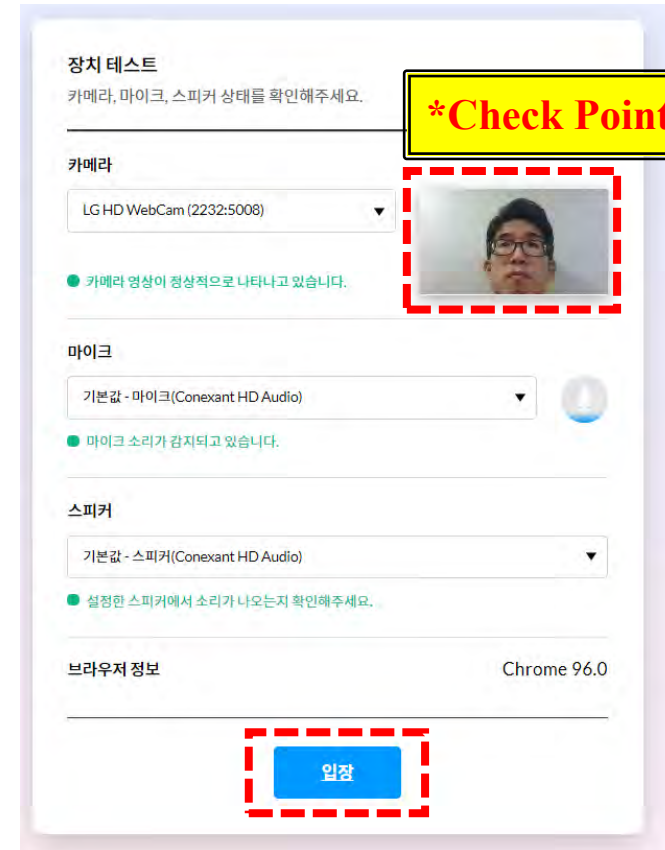 장치 테스트
카메라, 마이크, 스피커 상태를 확인해주세요.
*Check Point
카메라
LG HD WebCam (2232:5008)
카메라 영상이 정상적으로 나타나고 있습니다.
마이크
기본값 - 마이크(Conexant HD Audio)
마이크 소리가 감지되고 있습니다.
스피커
기본값 - 스피커(Conexant HD Audio)
설정한 스피커에서 소리가 나오는지 확인해주세요.
브라우저 정보
Chrome 96.0
입장